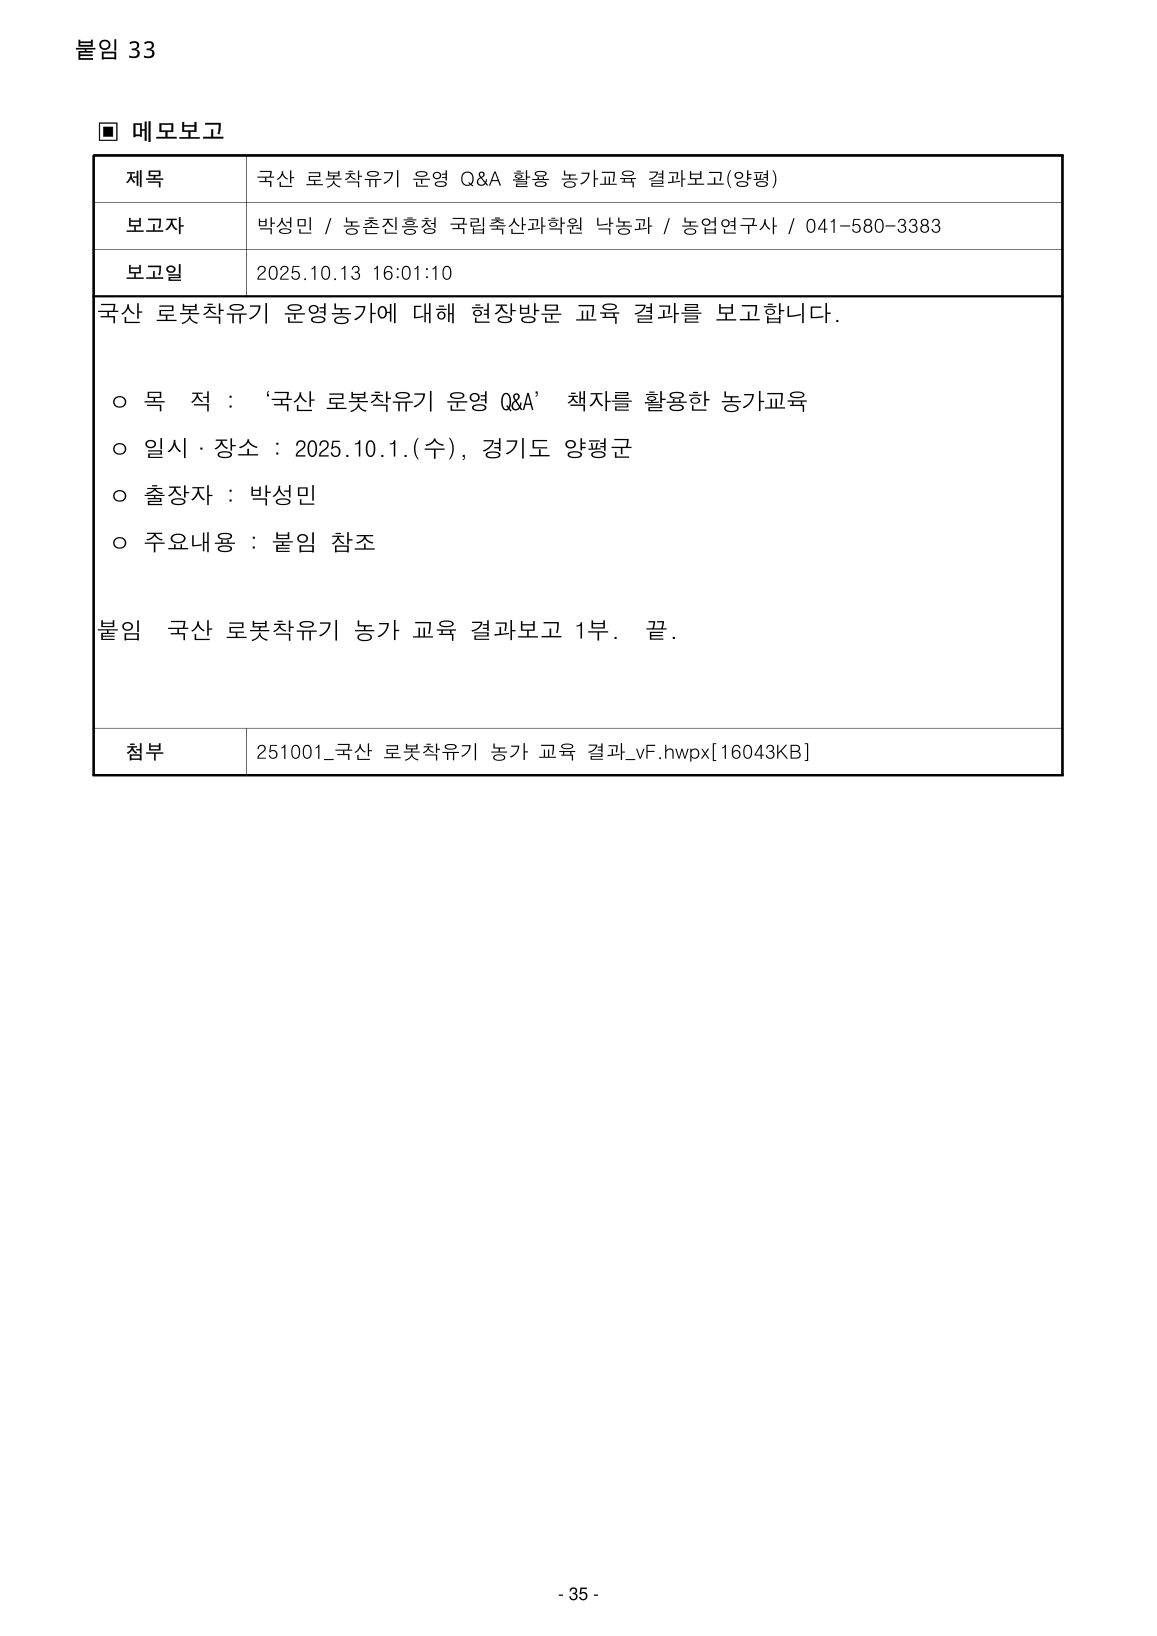 붙임 33
▣ 메모보고
제목 국산 로봇착유기 운영 Q&A 활용 농가교육 결과보고(양평)
보고자 박성민 / 농촌진흥청 국립축산과학원 낙농과 / 농업연구사 / 041-580-3383
보고일 2025.10.13 16:01:10
국산 로봇착유기 운영농가에 대해 현장방문 교육 결과를 보고합니다.
ㅇ 목  적 : ‘국산 로봇착유기 운영 Q&A’ 책자를 활용한 농가교육
ㅇ 일시·장소 : 2025.10.1.(수), 경기도 양평군
ㅇ 출장자 : 박성민
ㅇ 주요내용 : 붙임 참조
붙임  국산 로봇착유기 농가 교육 결과보고 1부.  끝.
첨부 251001_국산 로봇착유기 농가 교육 결과_vF.hwpx[16043KB]
- 35 -